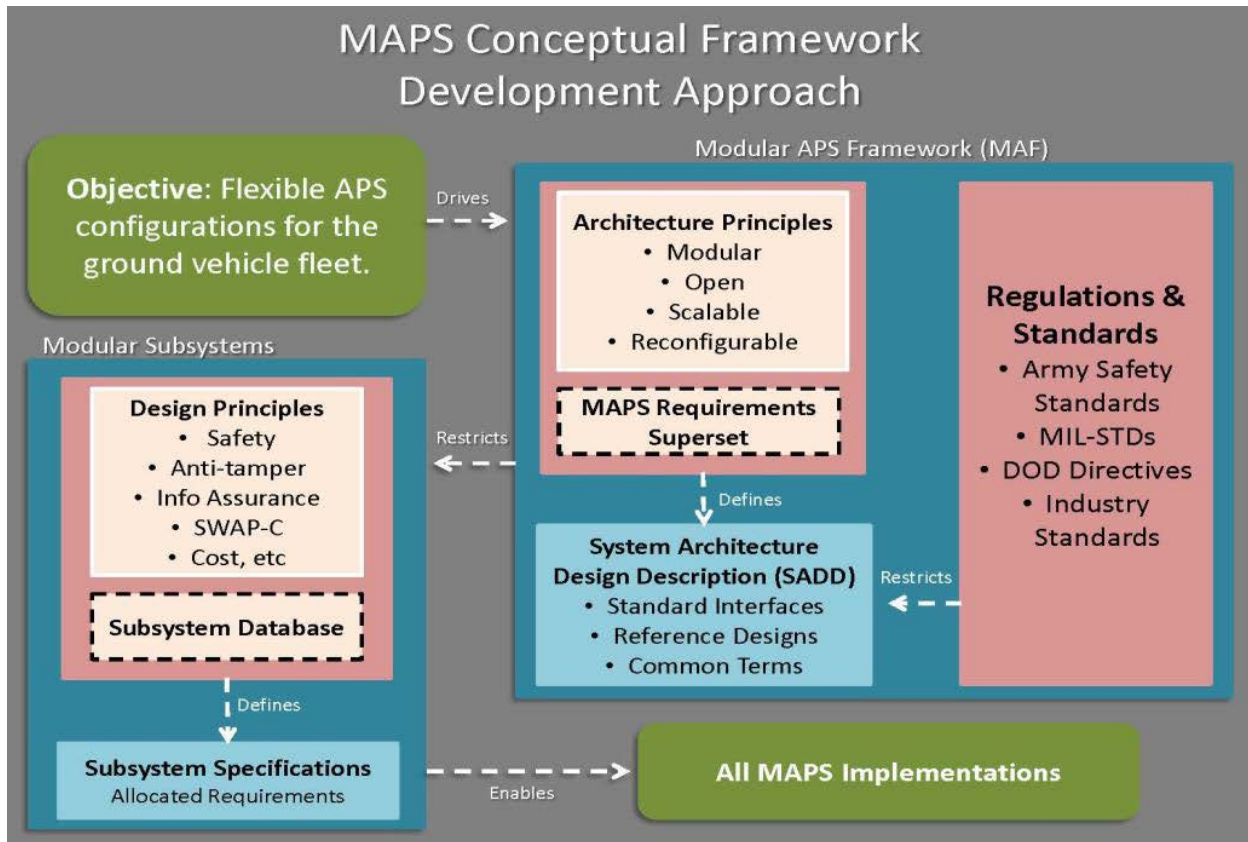 MAPS Conceptual Framework
Development Approach
Objective: Flexible APS
configurations for the
ground vehicle fleet.
Drives
Modular APS Framework (MAF)
Architecture Principles
• Modular
• Open
• Scalable
• Reconfigurable
MAPS Requirements
Superset
Defines
System Architecture
Design Description (SADD)
• Standard Interfaces
• Reference Designs
• Common Terms
Regulations &
Standards
• Army Safety
Standards
• MIL-STDs
• DOD Directives
• Industry
Standards
Restricts
Restricts
Modular Subsystems
Design Principles
• Safety
• Anti-tamper
• Info Assurance
• SWAP-C
• Cost, etc
Subsystem Database
Defines
Subsystem Specifications
Allocated Requirements
Enables
All MAPS Implementations